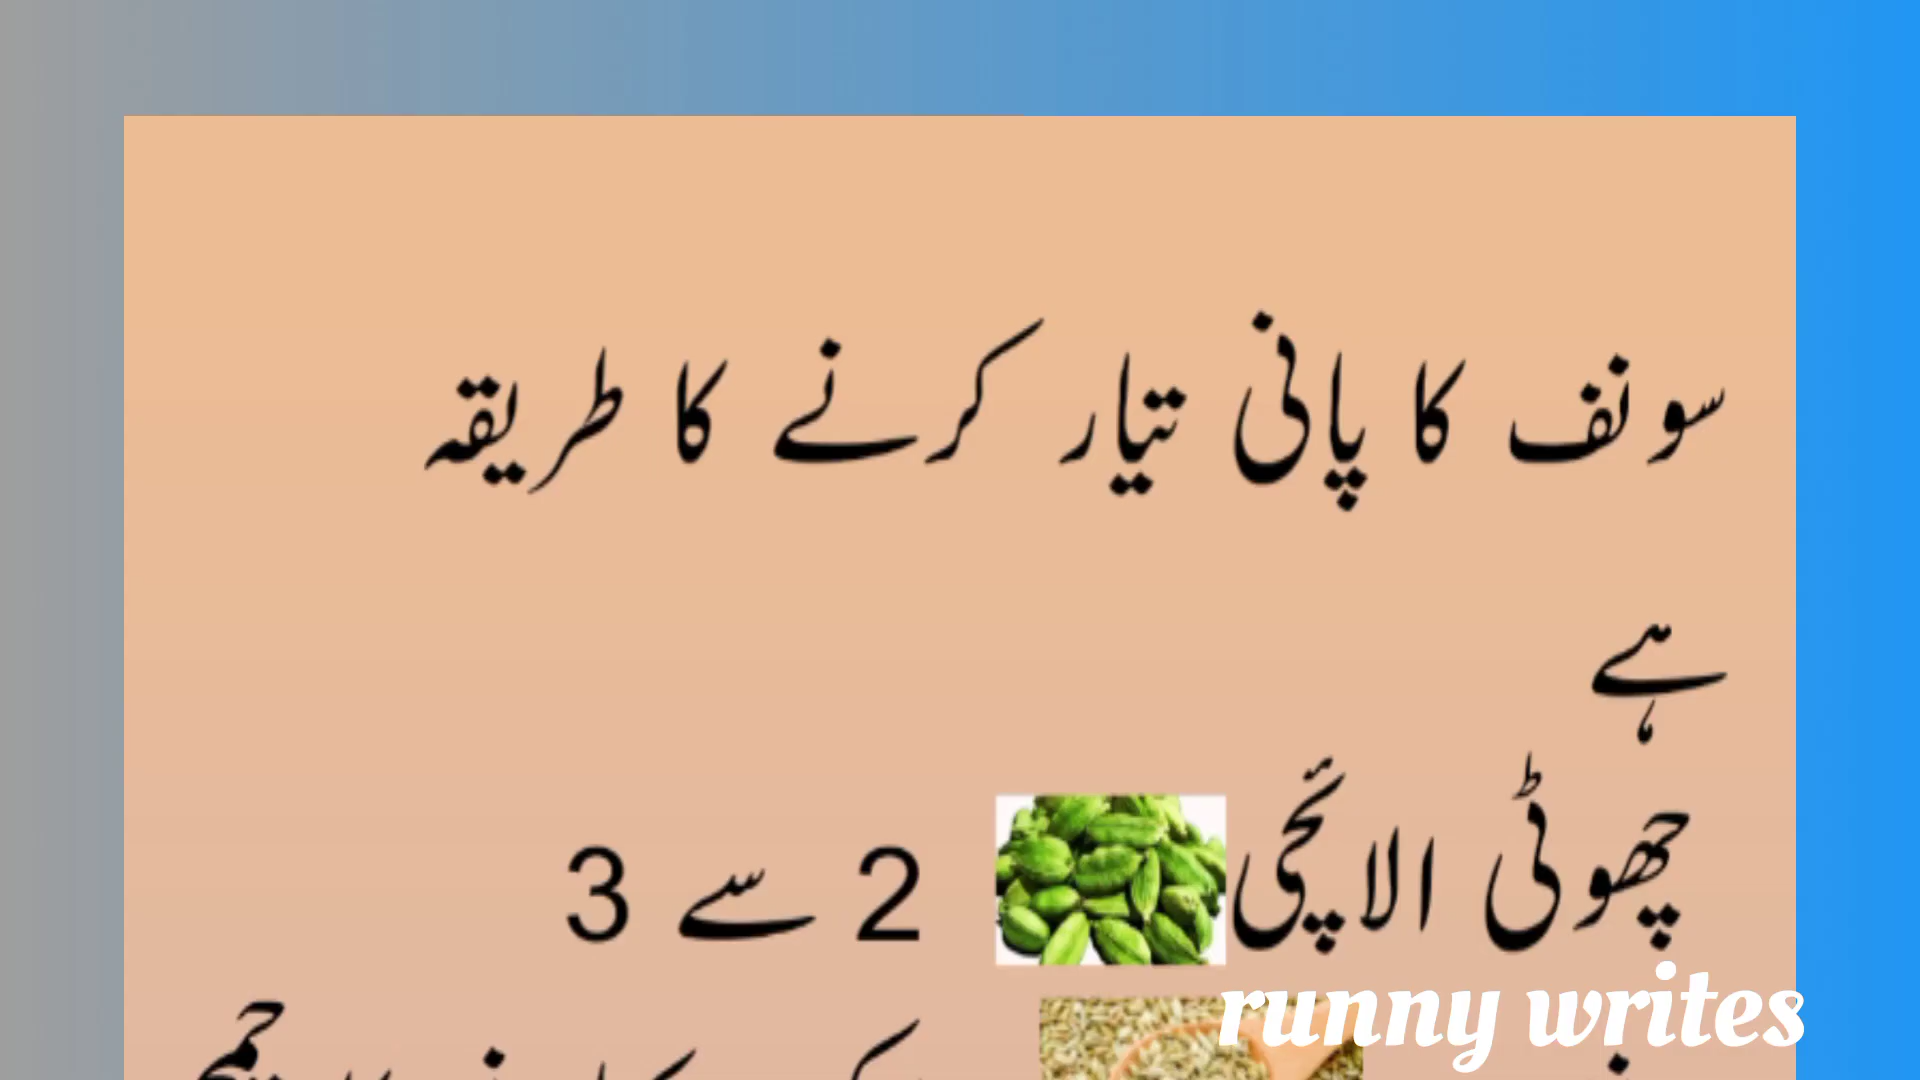 سونف کا پانی تیار کرنے کا طریقہ
ہے
چھوٹی الائچی 2 سے 3
runny writes